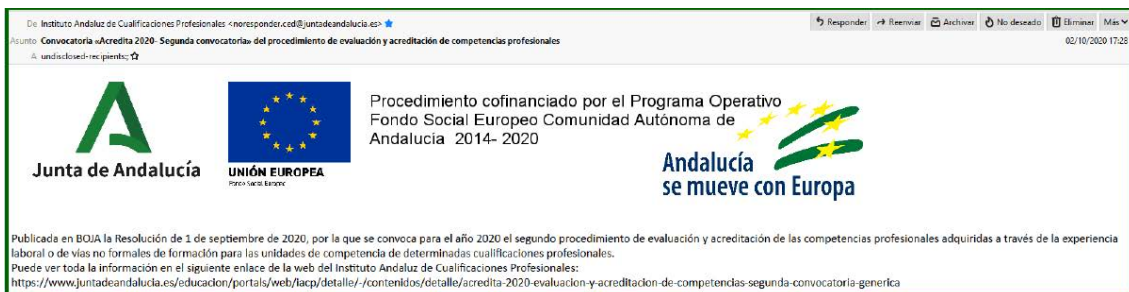 De Instituto Andaluz de Cualificaciones Profesionales <noresponder.ced@juntadeandalucia.es>
Responder Reenviar Archivar No deseado Eliminar Más
Asunto Convocatoria «Acredita 2020- Segunda convocatoria» del procedimiento de evaluación y acreditación de competencias profesionales
02/10/2020 17:28
A undisclosed-recipients:;
Procedimiento cofinanciado por el Programa Operativo
Fondo Social Europeo Comunidad Autónoma de
Andalucia 2014- 2020
Junta de Andalucía
UNIÓN EUROPEA
Fondo Social Europeo
Andalucía
se mueve con Europa
Publicada en BOJA la Resolución de 1 de septiembre de 2020, por la que se convoca para el año 2020 el segundo procedimiento de evaluación y acreditación de las competencias profesionales adquiridas a través de la experiencia
laboral o de vías no formales de formación para las unidades de competencia de determinadas cualificaciones profesionales.
Puede ver toda la información en el siguiente enlace de la web del Instituto Andaluz de Cualificaciones Profesionales:
https://www.juntadeandalucia.es/educacion/portals/web/iacp/detalle/-/contenidos/detalle/acredita-2020-evaluacion-y-acreditacion-de-competencias-segunda-convocatoria-generica